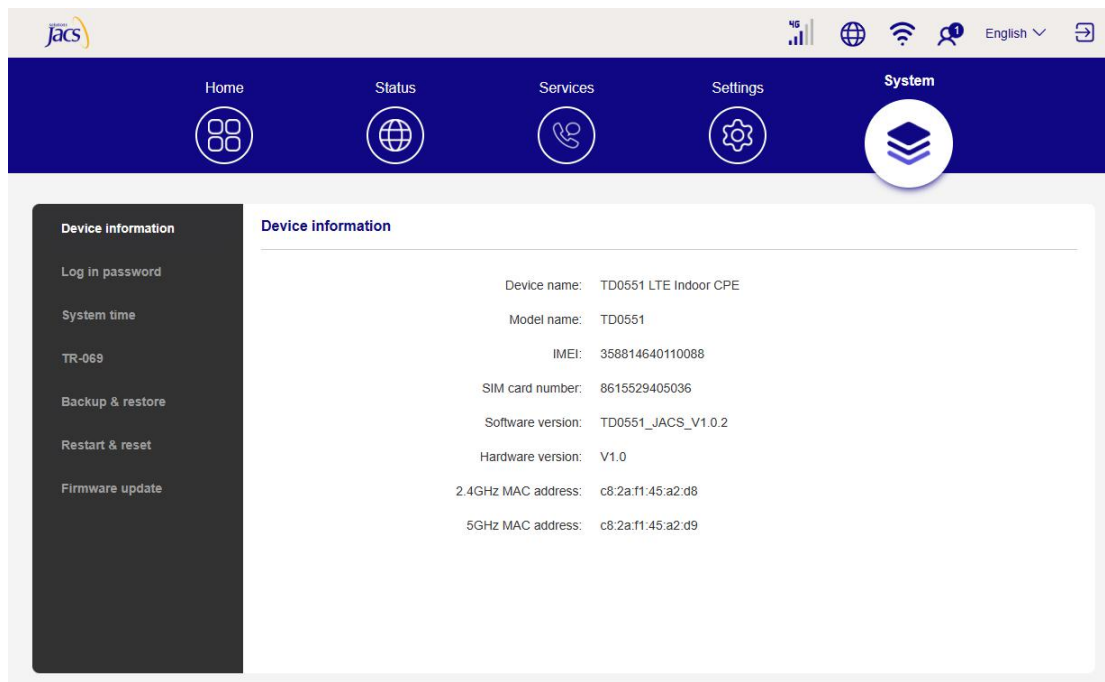 jacs
4G
1
English
Home
Status
Services
Settings
System
Device information
Log in password
System time
TR-069
Backup & restore
Restart & reset
Firmware update
Device information
Device name: TD0551 LTE Indoor CPE
Model name: TD0551
IMEI: 358814640110088
SIM card number: 8615529405036
Software version: TD0551_JACS_V1.0.2
Hardware version: V1.0
2.4GHz MAC address: c8:2a:f1:45:a2:d8
5GHz MAC address: c8:2a:f1:45:a2:d9